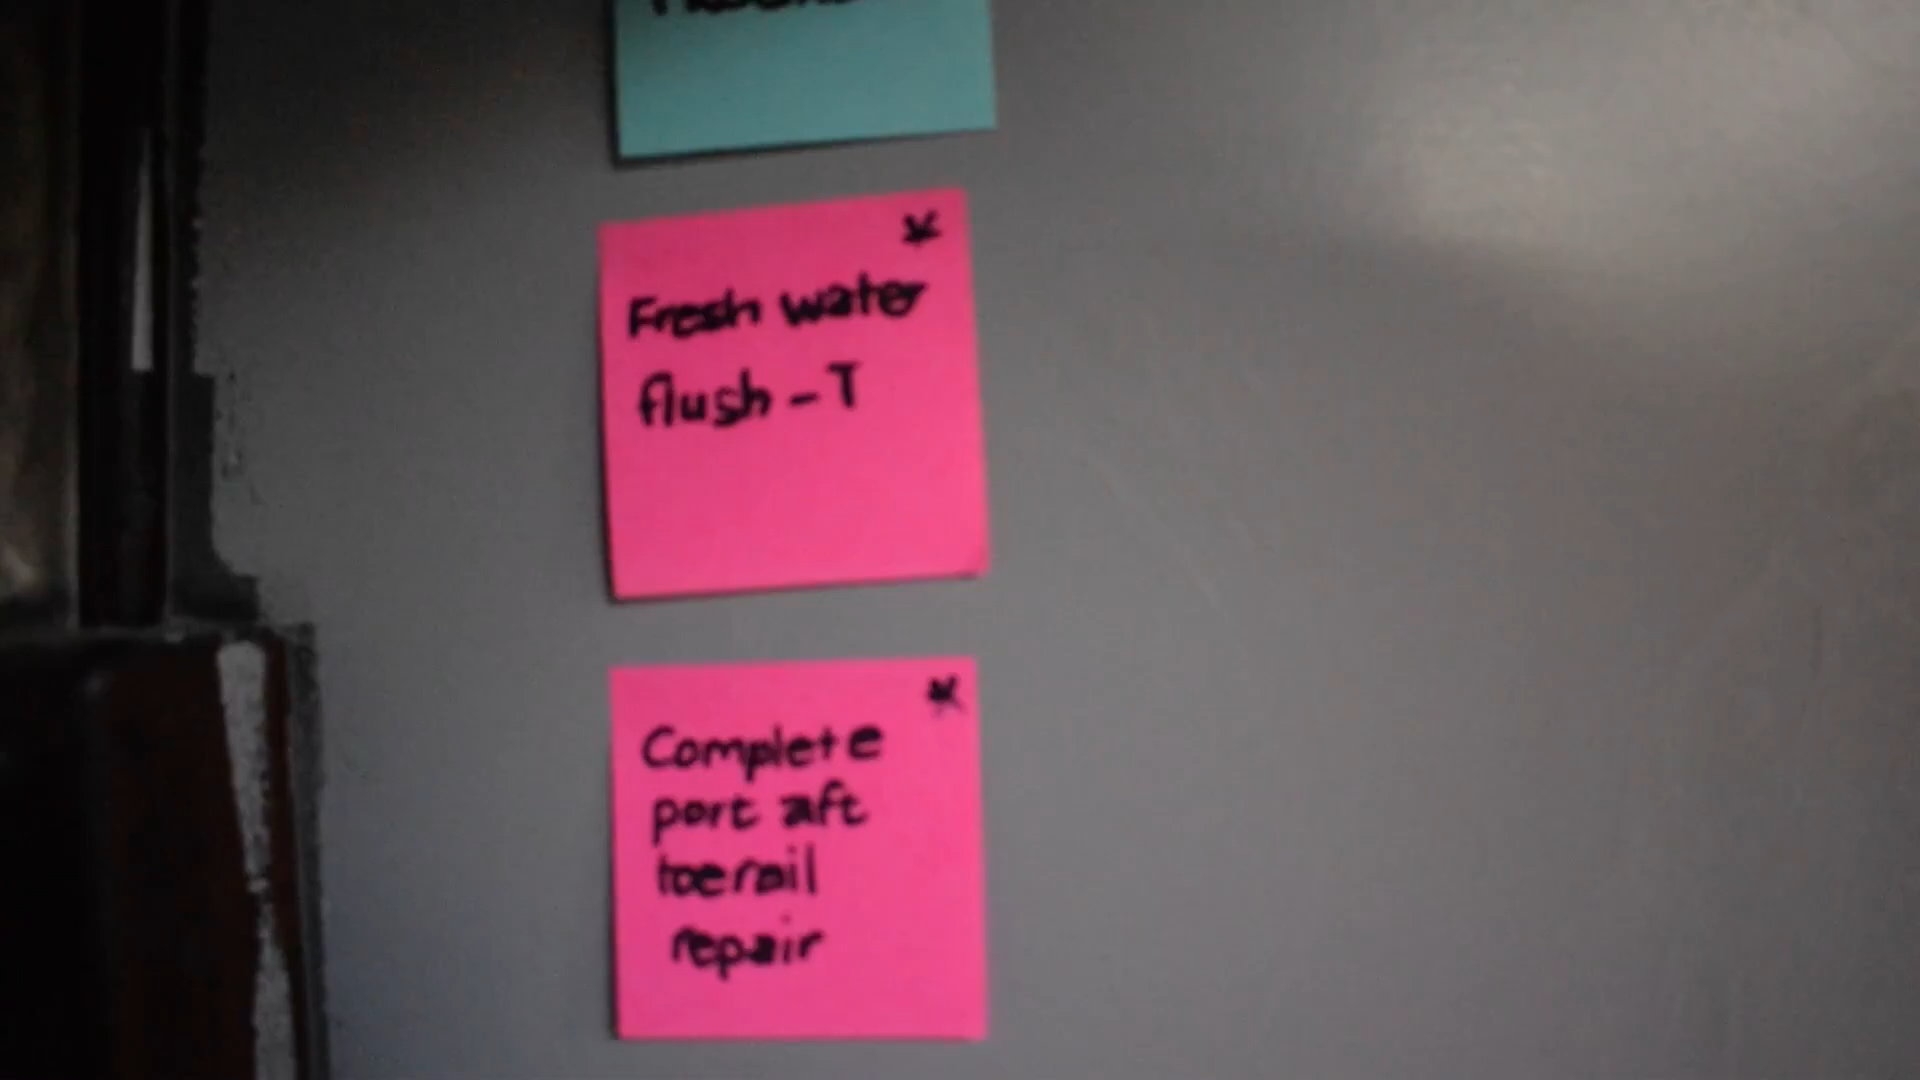 *
Fresh water
flush - T
*
Complete
port aft
toerail
repair